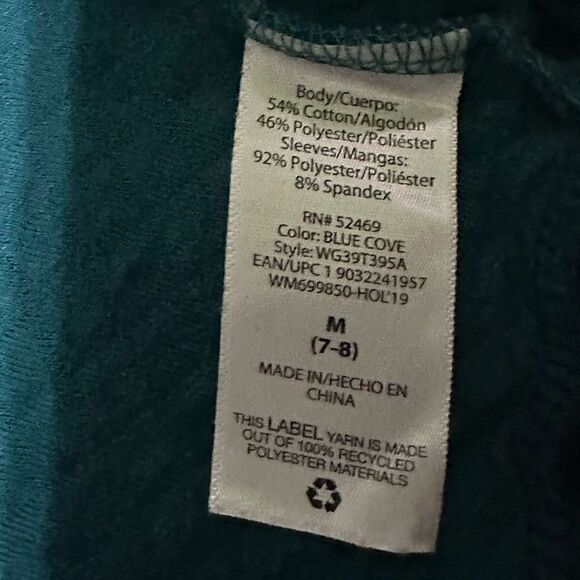 Body/Cuerpo:
54% Cotton/Algodón
46% Polyester/Poliéster
Sleeves/Mangas:
92% Polyester/Poliéster
8% Spandex
RN# 52469
Color: BLUE COVE
Style: WG39T395A
EAN/UPC 1 9032241957
WM699850-HOL'19
M
(7-8)
MADE IN/HECHO EN
CHINA
THIS LABEL YARN IS MADE
OUT OF 100% RECYCLED
POLYESTER MATERIALS